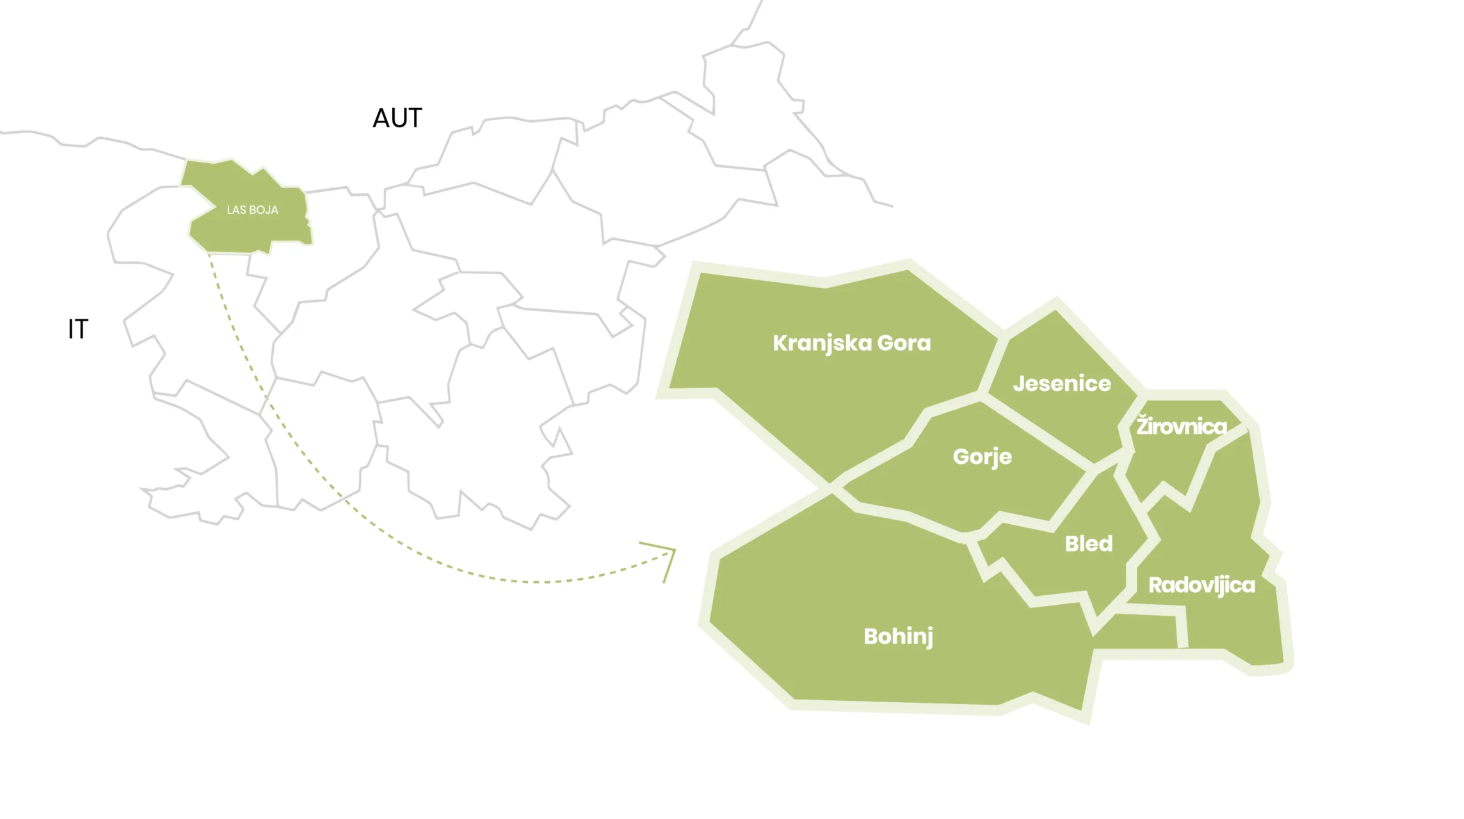 AUT
LAS BOJA
IT
Kranjska Gora
Jesenice
Žirovnica
Gorje
Bled
Radovljica
Bohinj